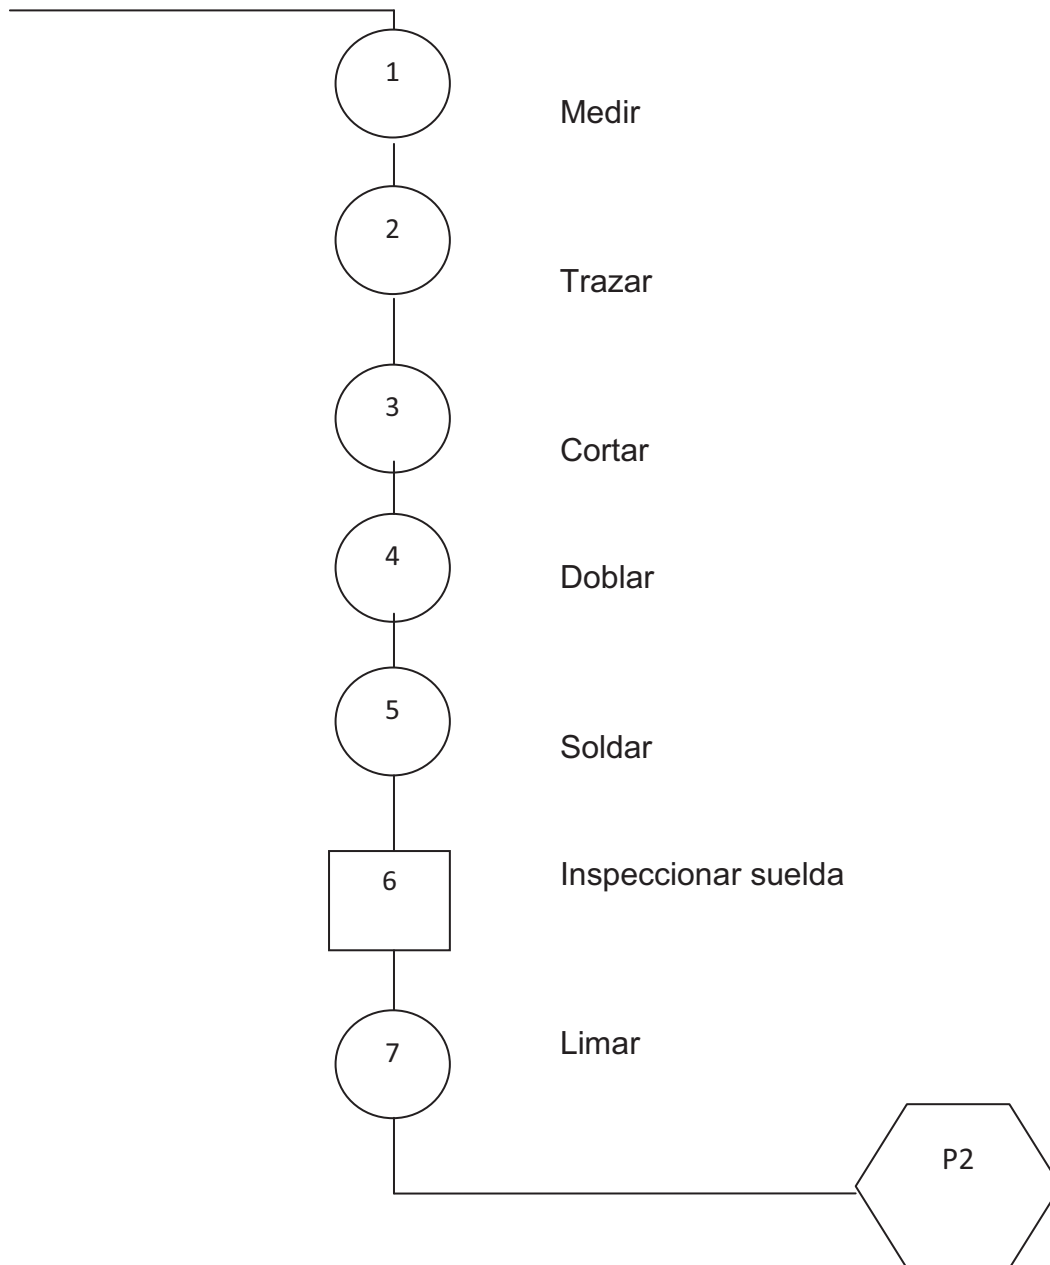 1
Medir
2
Trazar
3
Cortar
4
Doblar
5
Soldar
6
Inspeccionar suelda
7
Limar
P2